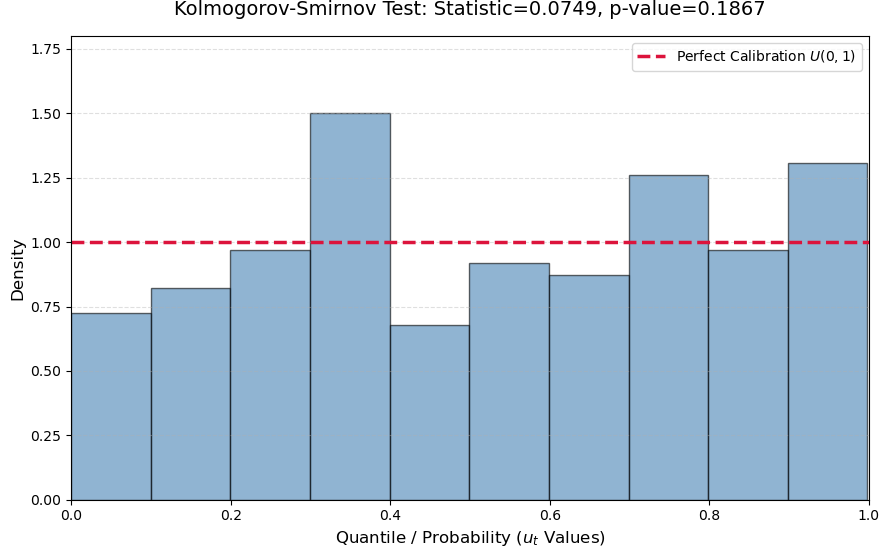 Kolmogorov-Smirnov Test: Statistic=0.0749, p-value=0.1867
Perfect Calibration U(0, 1)
Density
1.75
1.50
1.25
1.00
0.75
0.50
0.25
0.00
0.0 0.2 0.4 0.6 0.8 1.0
Quantile / Probability (uₜ Values)